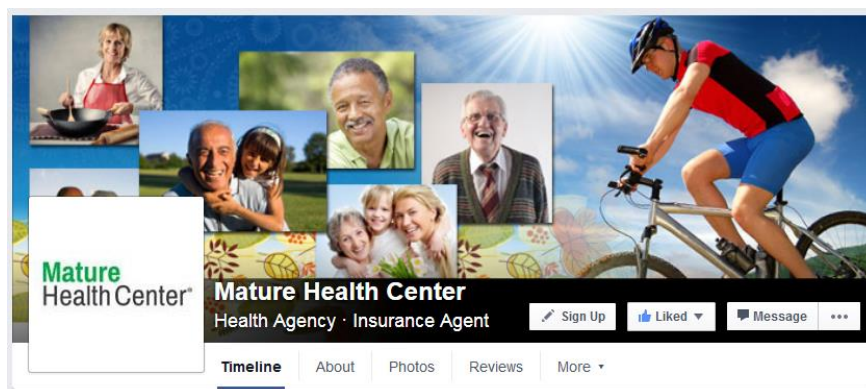 Mature
Health Center®
Mature Health Center
Health Agency · Insurance Agent
Sign Up
Liked
Message
Timeline
About
Photos
Reviews
More